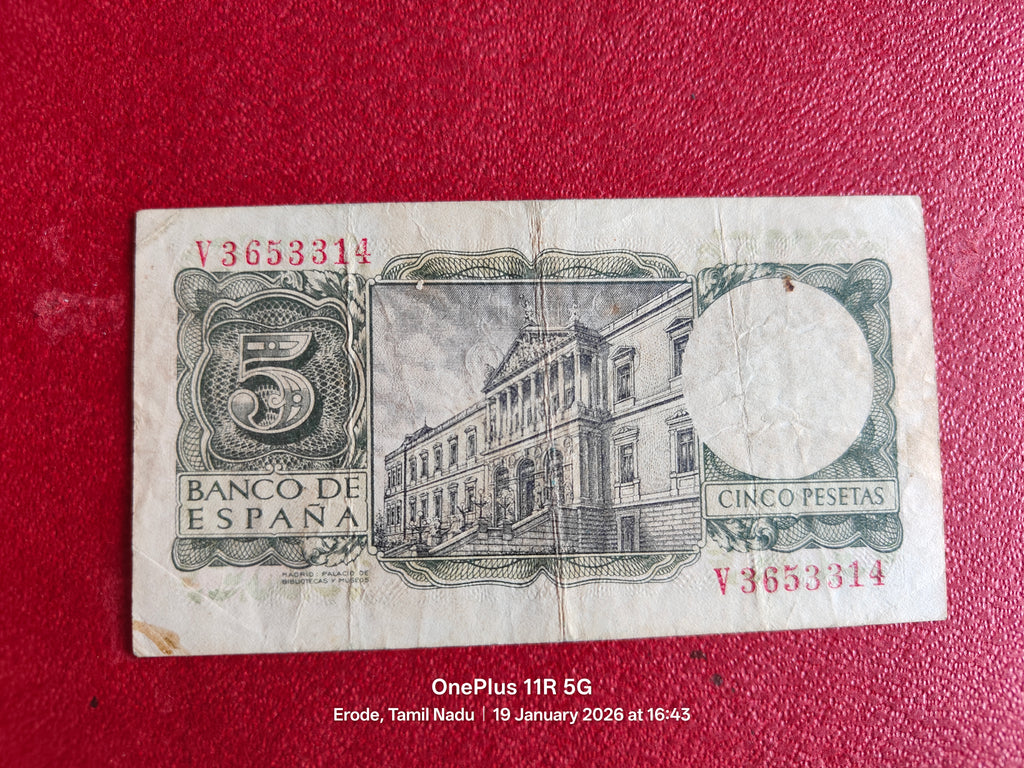 V3653314
5
BANCO DE
ESPAÑA
MADRID: PALACIO DE
BIBLIOTECAS Y MUSEOS
CINCO PESETAS
V3653314
OnePlus 11R 5G
Erode, Tamil Nadu | 19 January 2026 at 16:43